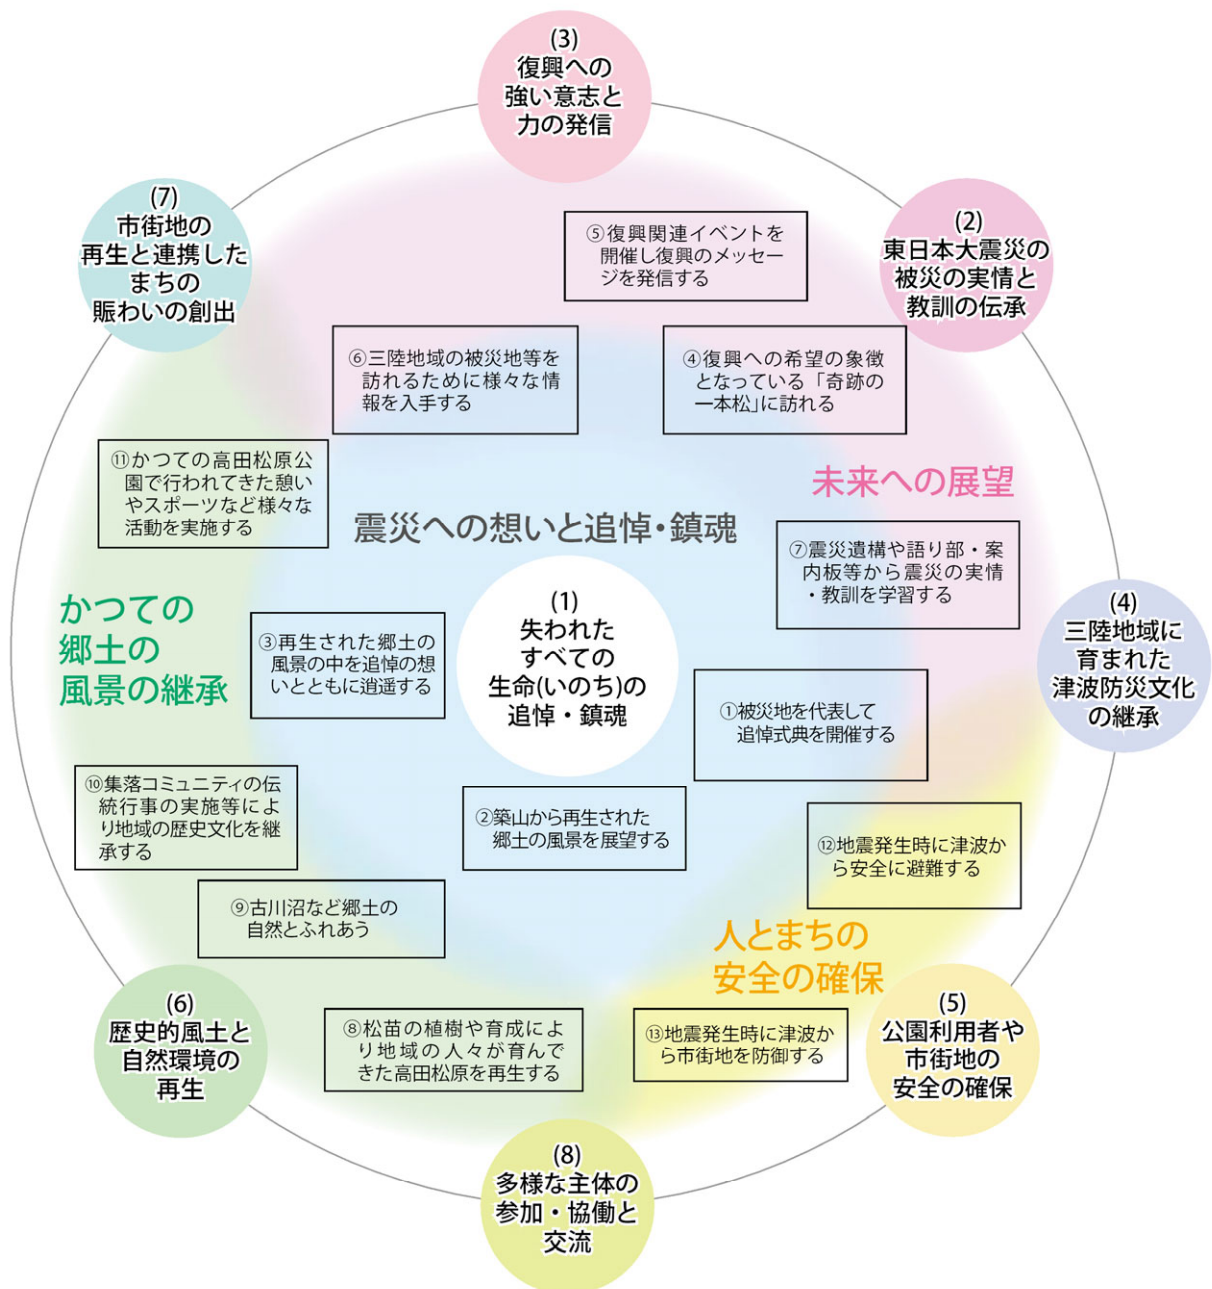 (3)
復興への
強い意志と
力の発信
(7)
市街地の
再生と連携した
まちの
賑わいの創出
(2)
東日本大震災の
被災の実情と
教訓の伝承
⑤復興関連イベントを
開催し復興のメッセー
ジを発信する
⑥三陸地域の被災地等を
訪れるために様々な情
報を入手する
④復興への希望の象徴
となっている「奇跡の
一本松」に訪れる
⑪かつての高田松原公
園で行われてきた憩い
やスポーツなど様々な
活動を実施する
未来への展望
震災への想いと追悼・鎮魂
⑦震災遺構や語り部・案
内板等から震災の実情
・教訓を学習する
かつての
郷土の
風景の継承
③再生された郷土の
風景の中を追悼の想
いとともに逍遥する
(1)
失われた
すべての
生命(いのち)の
追悼・鎮魂
(4)
三陸地域に
育まれた
津波防災文化
の継承
①被災地を代表して
追悼式典を開催する
⑩集落コミュニティの伝
統行事の実施等によ
り地域の歴史文化を継
承する
②築山から再生された
郷土の風景を展望する
⑫地震発生時に津波か
ら安全に避難する
⑨古川沼など郷土の
自然とふれあう
人とまちの
安全の確保
(6)
歴史的風土と
自然環境の
再生
⑧松苗の植樹や育成によ
り地域の人々が育んで
きた高田松原を再生する
⑬地震発生時に津波か
ら市街地を防御する
(5)
公園利用者や
市街地の
安全の確保
(8)
多様な主体の
参加・協働と
交流